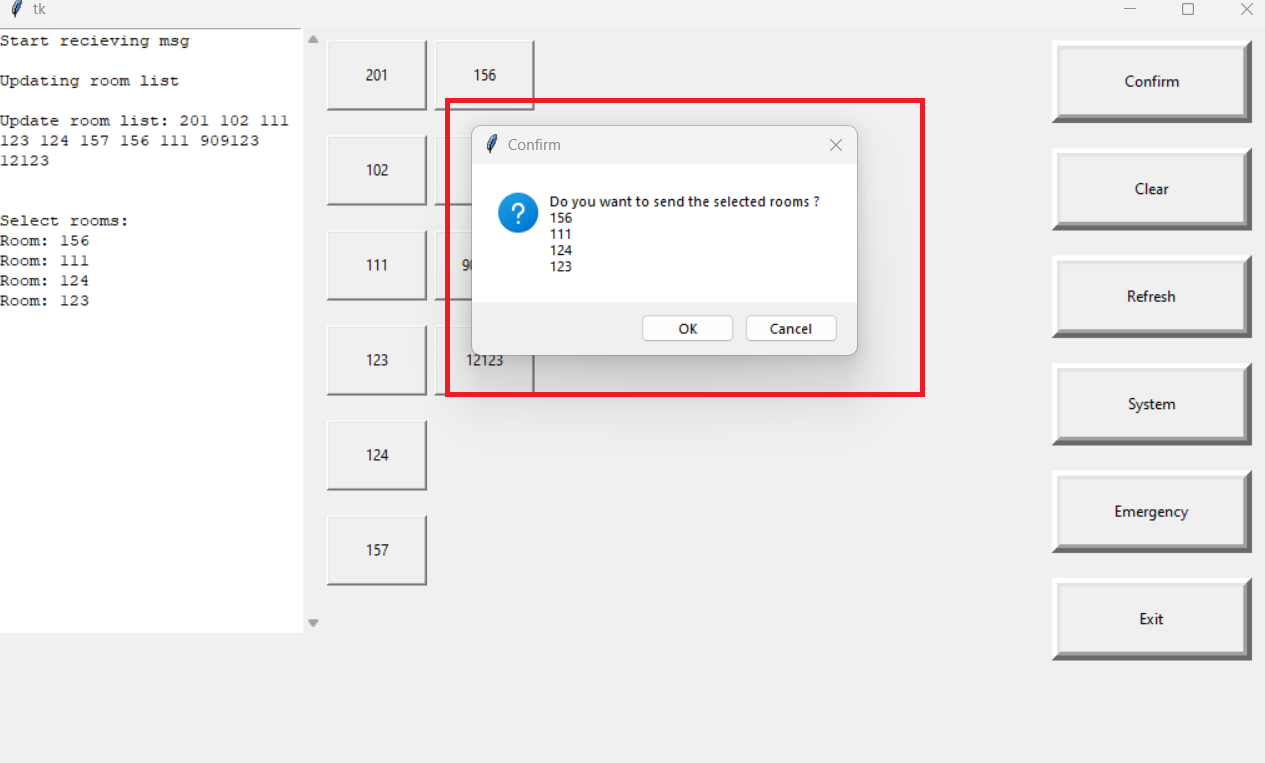 tk
Start recieving msg
Updating room list
Update room list: 201 102 111
123 124 157 156 111 909123
12123
Select rooms:
Room: 156
Room: 111
Room: 124
Room: 123
201
156
102
111
123
12123
124
157
Confirm
Do you want to send the selected rooms ?
156
111
124
123
OK
Cancel
Confirm
Clear
Refresh
System
Emergency
Exit